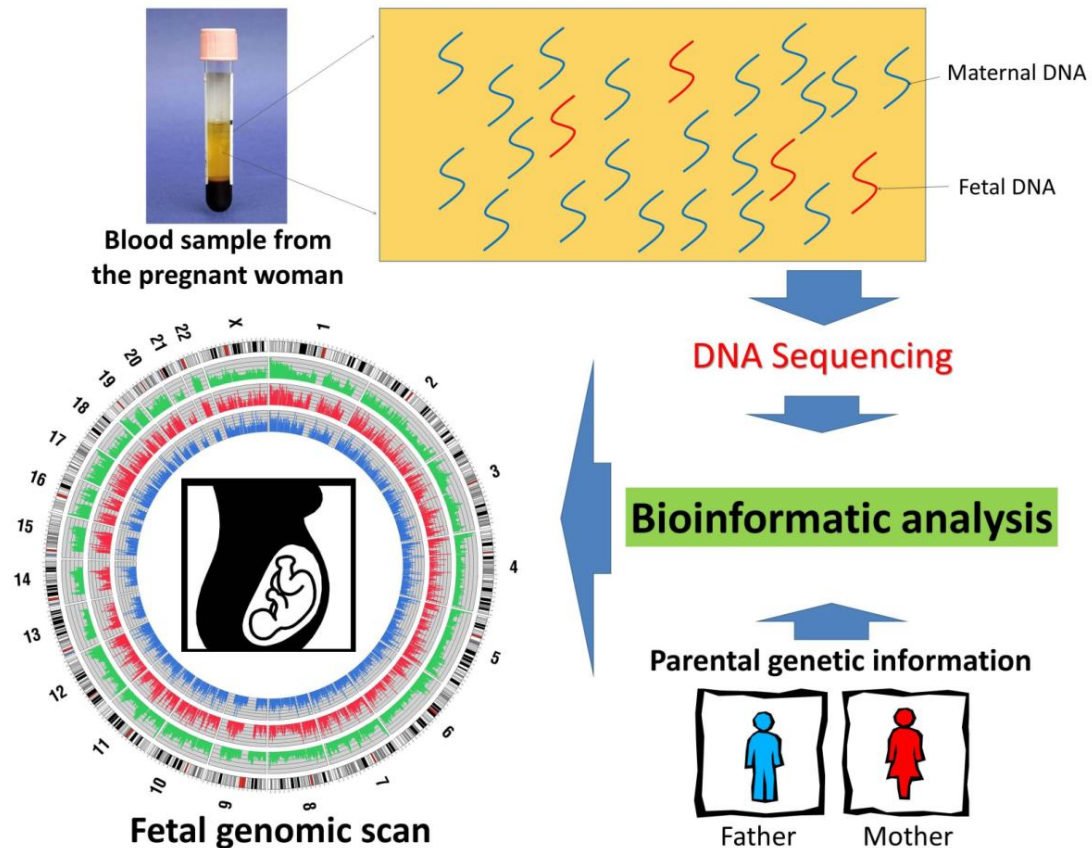 Maternal DNA
Fetal DNA
Blood sample from
the pregnant woman
DNA Sequencing
Bioinformatic analysis
Parental genetic information
Father
Mother
1
2
3
4
5
6
7
8
9
10
11
12
13
14
15
16
17
18
19
20
21
22
X
Fetal genomic scan